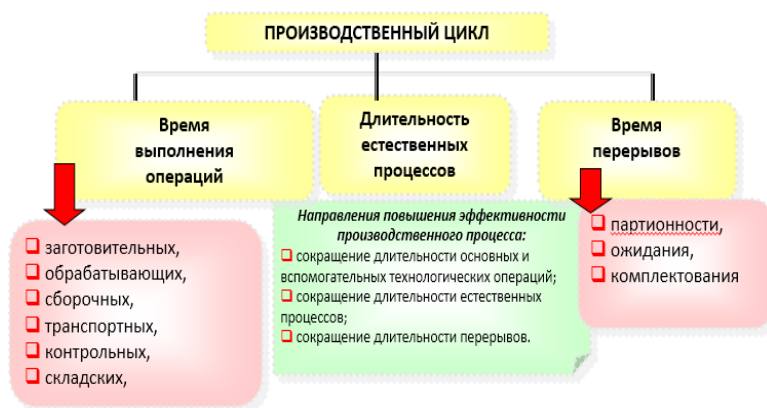 ПРОИЗВОДСТВЕННЫЙ ЦИКЛ
Время
выполнения
операций
Длительность
естественных
процессов
Время
перерывов
заготовительных,
обрабатывающих,
сборочных,
транспортных,
контрольных,
складских,
Направления повышения эффективности
производственного процесса:
сокращение длительности основных и
вспомогательных технологических операций;
сокращение длительности естественных
процессов;
сокращение длительности перерывов.
партионности,
ожидания,
комплектования